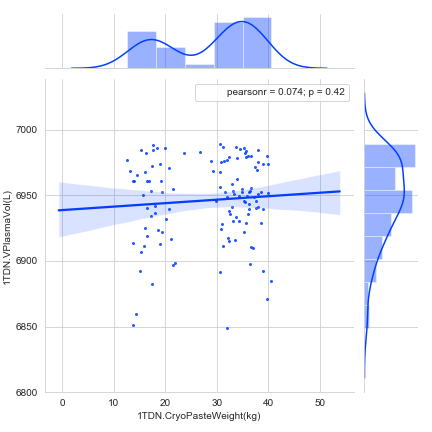 pearsonr = 0.074; p = 0.42
7000
6950
6900
6850
6800
1TDN.VPlasmaVol(L)
0 10 20 30 40 50
1TDN.CryoPasteWeight(kg)